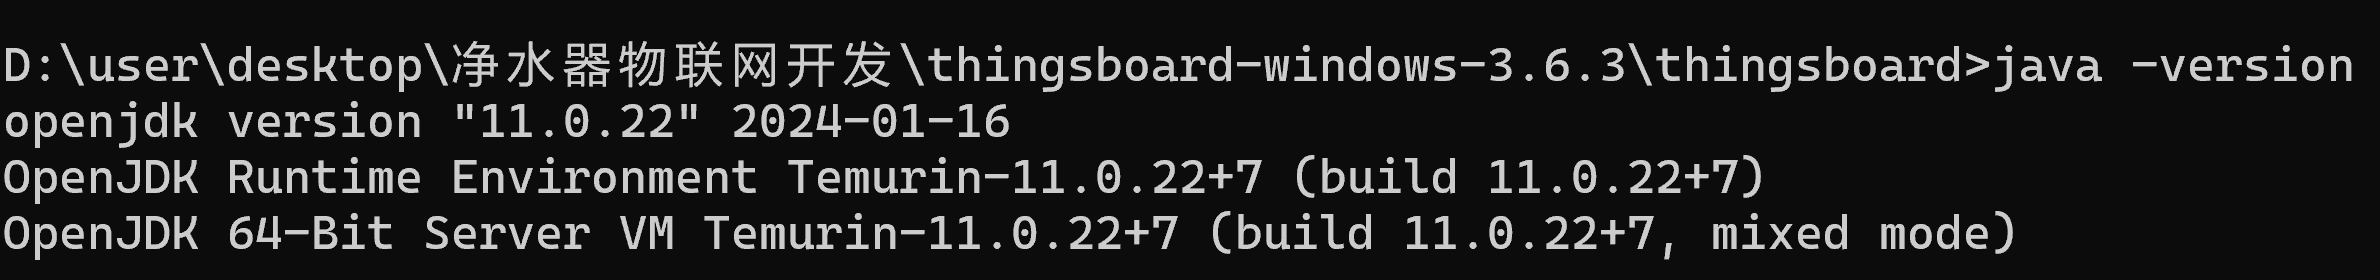 D:\user\desktop\净水器物联网开发\thingsboard-windows-3.6.3\thingsboard>java -version
openjdk version "11.0.22" 2024-01-16
OpenJDK Runtime Environment Temurin-11.0.22+7 (build 11.0.22+7)
OpenJDK 64-Bit Server VM Temurin-11.0.22+7 (build 11.0.22+7, mixed mode)